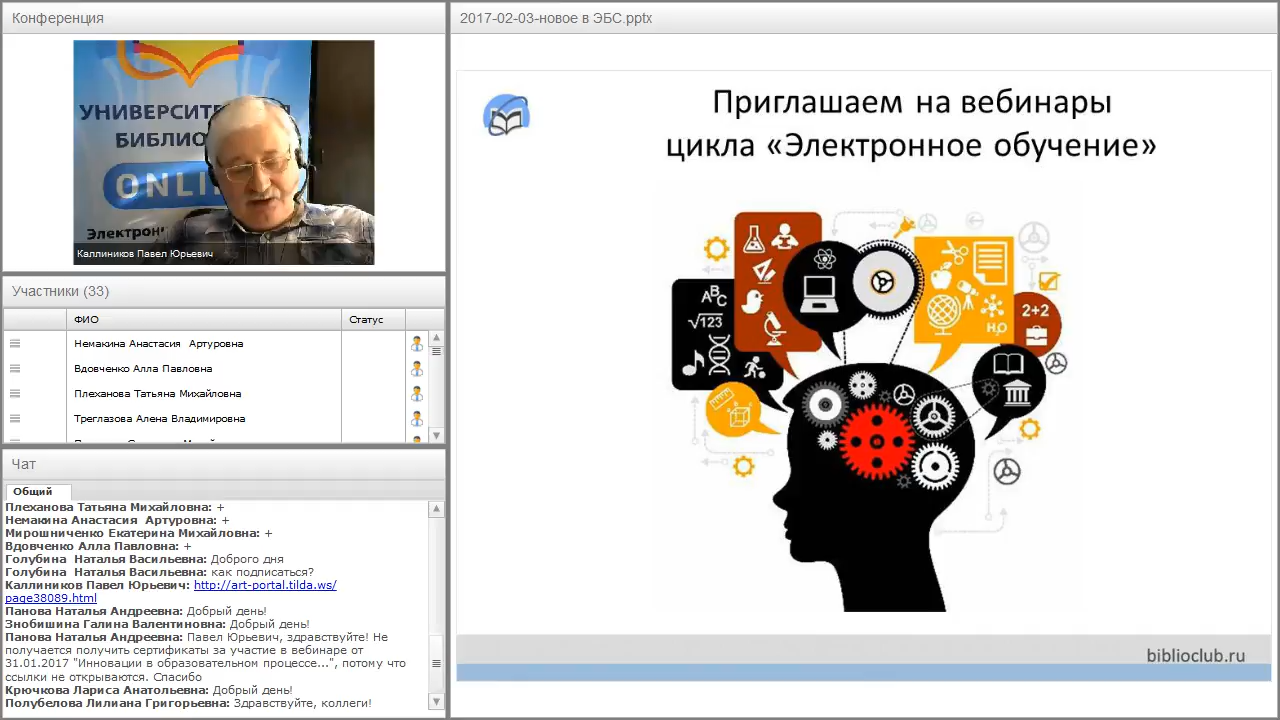 Конференция
УНИВЕРСИТЕ
БИБЛИО
ONLI
Электрон
Каллиников Павел Юрьевич
Участники (33)
ФИО Статус
Немакина Анастасия Артуровна
Вдовченко Алла Павловна
Плеханова Татьяна Михайловна
Треглазова Алена Владимировна
Чат
Общий
Плеханова Татьяна Михайловна: +
Немакина Анастасия Артуровна: +
Мирошниченко Екатерина Михайловна: +
Вдовченко Алла Павловна: +
Голубина Наталья Васильевна: Доброго дня
Голубина Наталья Васильевна: как подписаться?
Каллиников Павел Юрьевич: http://art-portal.tilda.ws/
page38089.html
Панова Наталья Андреевна: Добрый день!
Знобишина Галина Валентиновна: Добрый день!
Панова Наталья Андреевна: Павел Юрьевич, здравствуйте! Не
получается получить сертификаты за участие в вебинаре от
31.01.2017 "Инновации в образовательном процессе...", потому что
ссылки не открываются. Спасибо
Крючкова Лариса Анатольевна: Добрый день!
Полубелова Лилиана Григорьевна: Здравствуйте, коллеги!
2017-02-03-новое в ЭБС.pptx
Приглашаем на вебинары
цикла «Электронное обучение»
ABC
√123
2+2
H₂O
biblioclub.ru